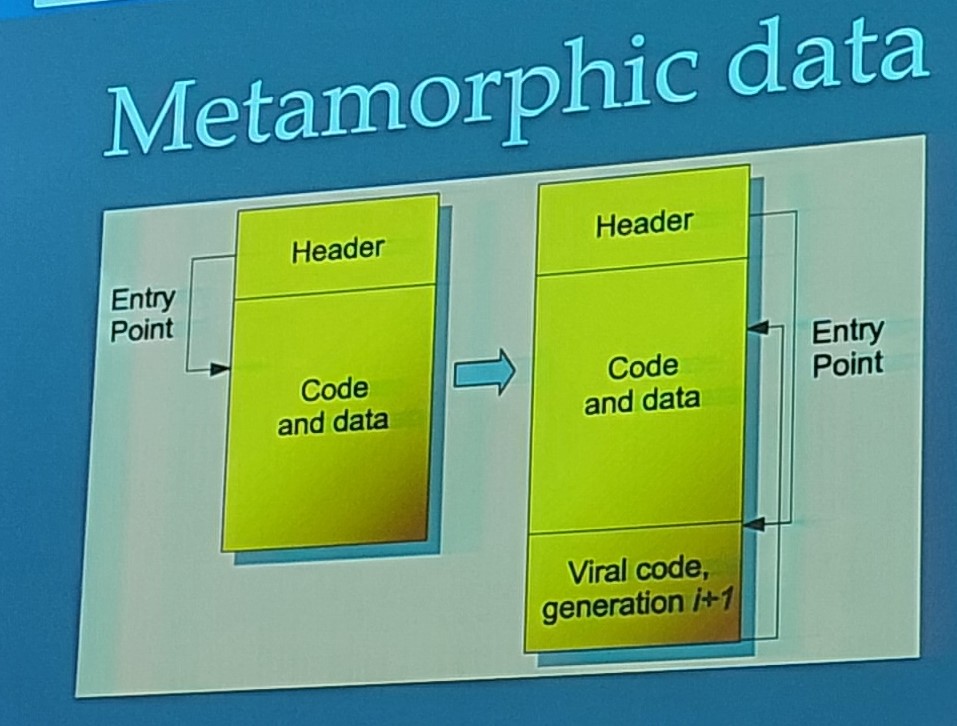 Metamorphic data
Header
Entry
Point
Code
and data
Header
Code
and data
Entry
Point
Viral code,
generation i+1